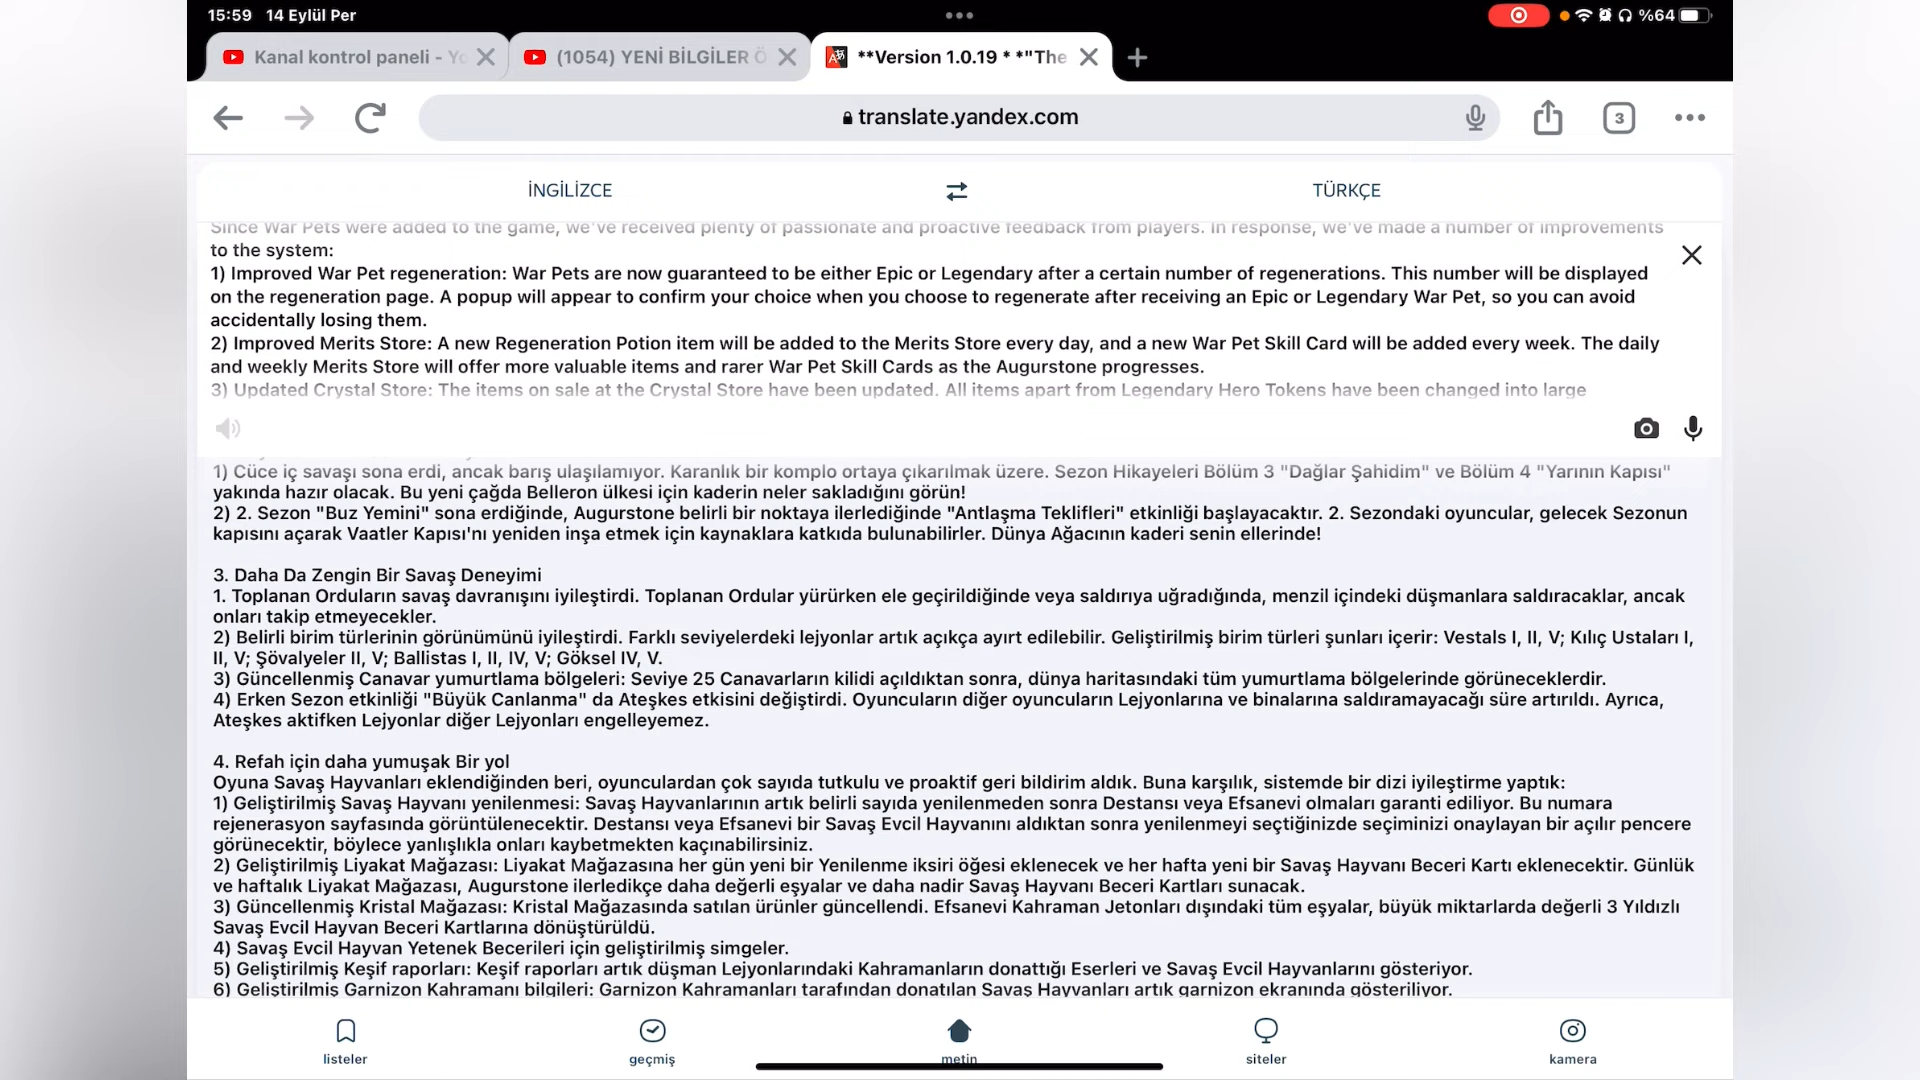 15:59 14 Eylül Per
%64
Kanal kontrol paneli - Yo
(1054) YENİ BİLGİLER Ö
**Version 1.0.19 * *"The
translate.yandex.com
3
İNGİLİZCE
TÜRKÇE
Since War Pets were added to the game, we've received plenty of passionate and proactive feedback from players. In response, we've made a number of improvements
to the system:
1) Improved War Pet regeneration: War Pets are now guaranteed to be either Epic or Legendary after a certain number of regenerations. This number will be displayed
on the regeneration page. A popup will appear to confirm your choice when you choose to regenerate after receiving an Epic or Legendary War Pet, so you can avoid
accidentally losing them.
2) Improved Merits Store: A new Regeneration Potion item will be added to the Merits Store every day, and a new War Pet Skill Card will be added every week. The daily
and weekly Merits Store will offer more valuable items and rarer War Pet Skill Cards as the Augurstone progresses.
3) Updated Crystal Store: The items on sale at the Crystal Store have been updated. All items apart from Legendary Hero Tokens have been changed into large
1) Cüce iç savaşı sona erdi, ancak barış ulaşılamıyor. Karanlık bir komplo ortaya çıkarılmak üzere. Sezon Hikayeleri Bölüm 3 "Dağlar Şahidim" ve Bölüm 4 "Yarının Kapısı"
yakında hazır olacak. Bu yeni çağda Belleron ülkesi için kaderin neler sakladığını görün!
2) 2. Sezon "Buz Yemini" sona erdiğinde, Augurstone belirli bir noktaya ilerlediğinde "Antlaşma Teklifleri" etkinliği başlayacaktır. 2. Sezondaki oyuncular, gelecek Sezonun
kapısını açarak Vaatler Kapısı'nı yeniden inşa etmek için kaynaklara katkıda bulunabilirler. Dünya Ağacının kaderi senin ellerinde!
3. Daha Da Zengin Bir Savaş Deneyimi
1. Toplanan Orduların savaş davranışını iyileştirdi. Toplanan Ordular yürürken ele geçirildiğinde veya saldırıya uğradığında, menzil içindeki düşmanlara saldıracaklar, ancak
onları takip etmeyecekler.
2) Belirli birim türlerinin görünümünü iyileştirdi. Farklı seviyelerdeki lejyonlar artık açıkça ayırt edilebilir. Geliştirilmiş birim türleri şunları içerir: Vestals I, II, V; Kılıç Ustaları I,
II, V; Şövalyeler II, V; Ballistas I, II, IV, V; Göksel IV, V.
3) Güncellenmiş Canavar yumurtlama bölgeleri: Seviye 25 Canavarların kilidi açıldıktan sonra, dünya haritasındaki tüm yumurtlama bölgelerinde görüneceklerdir.
4) Erken Sezon etkinliği "Büyük Canlanma" da Ateşkes etkisini değiştirdi. Oyuncuların diğer oyuncuların Lejyonlarına ve binalarına saldıramayacağı süre artırıldı. Ayrıca,
Ateşkes aktifken Lejyonlar diğer Lejyonları engelleyemez.
4. Refah için daha yumuşak Bir yol
Oyuna Savaş Hayvanları eklendiğinden beri, oyunculardan çok sayıda tutkulu ve proaktif geri bildirim aldık. Buna karşılık, sistemde bir dizi iyileştirme yaptık:
1) Geliştirilmiş Savaş Hayvanı yenilenmesi: Savaş Hayvanlarının artık belirli sayıda yenilenmeden sonra Destansı veya Efsanevi olmaları garanti ediliyor. Bu numara
rejenerasyon sayfasında görüntülenecektir. Destansı veya Efsanevi bir Savaş Evcil Hayvanını aldıktan sonra yenilenmeyi seçtiğinizde seçiminizi onaylayan bir açılır pencere
görünecektir, böylece yanlışlıkla onları kaybetmekten kaçınabilirsiniz.
2) Geliştirilmiş Liyakat Mağazası: Liyakat Mağazasına her gün yeni bir Yenilenme iksiri öğesi eklenecek ve her hafta yeni bir Savaş Hayvanı Beceri Kartı eklenecektir. Günlük
ve haftalık Liyakat Mağazası, Augurstone ilerledikçe daha değerli eşyalar ve daha nadir Savaş Hayvanı Beceri Kartları sunacak.
3) Güncellenmiş Kristal Mağazası: Kristal Mağazasında satılan ürünler güncellendi. Efsanevi Kahraman Jetonları dışındaki tüm eşyalar, büyük miktarlarda değerli 3 Yıldızlı
Savaş Evcil Hayvan Beceri Kartlarına dönüştürüldü.
4) Savaş Evcil Hayvan Yetenek Becerileri için geliştirilmiş simgeler.
5) Geliştirilmiş Keşif raporları: Keşif raporları artık düşman Lejyonlarındaki Kahramanların donattığı Eserleri ve Savaş Evcil Hayvanlarını gösteriyor.
6) Geliştirilmiş Garnizon Kahramanı bilgileri: Garnizon Kahramanları tarafından donatılan Savaş Hayvanları artık garnizon ekranında gösteriliyor.
listeler
geçmiş
metin
siteler
kamera